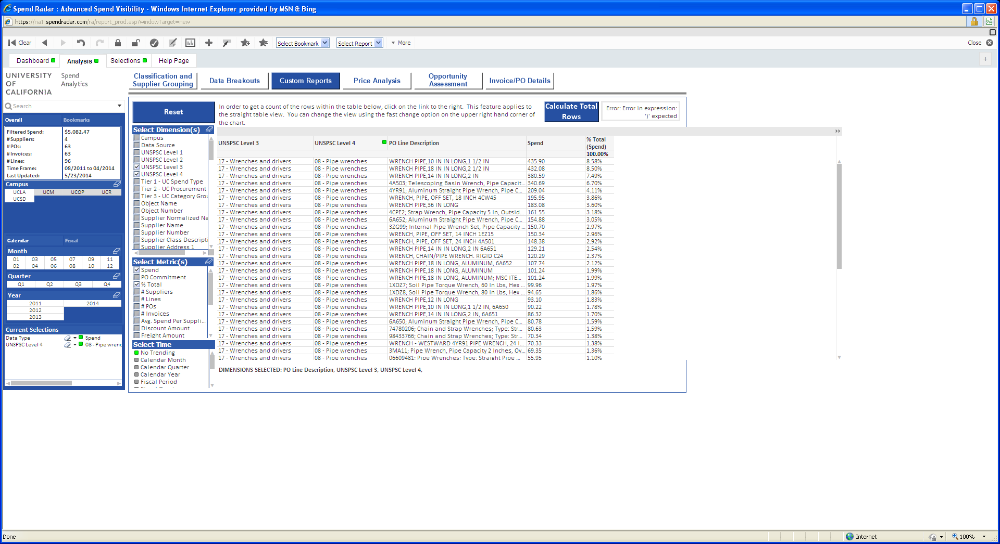 Spend Radar : Advanced Spend Visibility - Windows Internet Explorer provided by MSN & Bing
https://na1.spendradar.com/ra/report_prod.asp?windowTarget=new
Clear
Select Bookmark
Select Report
More
Close
Dashboard
Analysis
Selections
Help Page
UNIVERSITY
OF
CALIFORNIA
Spend
Analytics
Search
Classification and
Supplier Grouping
Data Breakouts
Custom Reports
Price Analysis
Opportunity
Assessment
Invoice/PO Details
Overall
Bookmarks
Filtered Spend: $5,082.47
# Suppliers: 4
# POs: 63
# Invoices: 63
# Lines: 96
Time Frame: 08/2011 to 04/2014
Last Updated: 5/23/2014
Campus
UCLA UCM UCOP UCR
UCSD
Calendar
Fiscal
Month
01 03 05 07 09 11
02 04 06 08 10 12
Quarter
Q1 Q2 Q3 Q4
Year
2011 2014
2012
2013
Current Selections
Data Type Spend
UNSPSC Level 4 08 - Pipe wrenc
Reset
In order to get a count of the rows within the table below, click on the link to the right. This feature applies to
the straight table view. You can change the view using the fast change option on the upper right hand corner of
the chart.
Calculate Total
Rows
Error: Error in expression:
')' expected
Select Dimension(s)
Campus
Data Source
UNSPSC Level 1
UNSPSC Level 2
UNSPSC Level 3
UNSPSC Level 4
Tier 1 - UC Spend Type
Tier 2 - UC Procurement
Tier 3 - UC Category Grou
Object Name
Object Number
Supplier Normalized Na
Supplier Name
Supplier Number
Supplier Class Descripti
Supplier Address 1
Select Metric(s)
Spend
PO Commitment
% Total
# Suppliers
# Lines
# POs
# Invoices
Avg. Spend Per Suppli...
Discount Amount
Freight Amount
Select Time
No Trending
Calendar Month
Calendar Quarter
Calendar Year
Fiscal Period
UNSPSC Level 3 UNSPSC Level 4 PO Line Description Spend % Total
(Spend)
100.00%
17 - Wrenches and drivers 08 - Pipe wrenches WRENCH PIPE,10 IN IN LONG,1 1/2 IN 435.90 8.58%
17 - Wrenches and drivers 08 - Pipe wrenches WRENCH PIPE,18 IN LONG,2 1/2 IN 432.08 8.50%
17 - Wrenches and drivers 08 - Pipe wrenches WRENCH PIPE,14 IN IN LONG,2 IN 380.59 7.49%
17 - Wrenches and drivers 08 - Pipe wrenches 4A503; Telescoping Basin Wrench, Pipe Capacit... 340.69 6.70%
17 - Wrenches and drivers 08 - Pipe wrenches 4YR91; Aluminum Straight Pipe Wrench, Pipe C... 209.04 4.11%
17 - Wrenches and drivers 08 - Pipe wrenches WRENCH, PIPE, OFF SET, 18 INCH 4CW45 195.95 3.86%
17 - Wrenches and drivers 08 - Pipe wrenches WRENCH PIPE,36 IN LONG 183.08 3.60%
17 - Wrenches and drivers 08 - Pipe wrenches 4CPE2; Strap Wrench, Pipe Capacity 5 In, Outsid... 161.55 3.18%
17 - Wrenches and drivers 08 - Pipe wrenches 6A652; Aluminum Straight Pipe Wrench, Pipe C... 154.88 3.05%
17 - Wrenches and drivers 08 - Pipe wrenches 3ZG99; Internal Pipe Wrench Set, Pipe Capacity ... 150.70 2.97%
17 - Wrenches and drivers 08 - Pipe wrenches WRENCH, PIPE, OFF SET, 14 INCH 1EZ15 150.34 2.96%
17 - Wrenches and drivers 08 - Pipe wrenches WRENCH, PIPE, OFF SET, 24 INCH 4A501 148.38 2.92%
17 - Wrenches and drivers 08 - Pipe wrenches WRENCH PIPE,14 IN IN LONG,2 IN 6A651 129.21 2.54%
17 - Wrenches and drivers 08 - Pipe wrenches WRENCH, CHAIN/PIPE WRENCH. RIGID C24 120.29 2.37%
17 - Wrenches and drivers 08 - Pipe wrenches WRENCH PIPE,18 IN LONG, ALUMINUM, 6A652 107.74 2.12%
17 - Wrenches and drivers 08 - Pipe wrenches WRENCH PIPE,18 IN LONG, ALUMINUM 101.24 1.99%
17 - Wrenches and drivers 08 - Pipe wrenches WRENCH PIPE,18 IN LONG, ALUMINUM; MSC ITE... 101.24 1.99%
17 - Wrenches and drivers 08 - Pipe wrenches 1XDZ7; Soil Pipe Torque Wrench, 60 In Lbs, Hex ... 99.96 1.97%
17 - Wrenches and drivers 08 - Pipe wrenches 1XDZ8; Soil Pipe Torque Wrench, 80 In Lbs, Hex ... 94.65 1.86%
17 - Wrenches and drivers 08 - Pipe wrenches WRENCH PIPE,12 IN LONG 93.10 1.83%
17 - Wrenches and drivers 08 - Pipe wrenches WRENCH PIPE,10 IN IN LONG,1 1/2 IN, 6A650 90.22 1.78%
17 - Wrenches and drivers 08 - Pipe wrenches WRENCH PIPE,14 IN IN LONG,2 IN, 6A651 86.32 1.70%
17 - Wrenches and drivers 08 - Pipe wrenches 6A650; Aluminum Straight Pipe Wrench, Pipe C... 80.78 1.59%
17 - Wrenches and drivers 08 - Pipe wrenches 74780206; Chain and Strap Wrenches; Type: Str... 80.63 1.59%
17 - Wrenches and drivers 08 - Pipe wrenches 98433766; Chain and Strap Wrenches; Type: Str... 70.34 1.38%
17 - Wrenches and drivers 08 - Pipe wrenches WRENCH - WESTWARD 4YR91 PIPE WRENCH, 24 I... 70.33 1.38%
17 - Wrenches and drivers 08 - Pipe wrenches 3MA11; Pipe Wrench, Pipe Capacity 2 Inches, Ov... 69.35 1.36%
17 - Wrenches and drivers 08 - Pipe wrenches 06609481; Pipe Wrenches; Type: Straight Pipe ... 55.95 1.10%
DIMENSIONS SELECTED: PO Line Description, UNSPSC Level 3, UNSPSC Level 4,
Done
Internet
100%